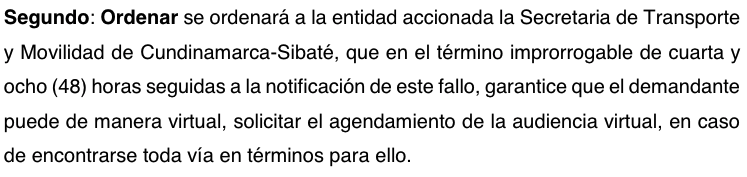 Segundo: Ordenar se ordenará a la entidad accionada la Secretaria de Transporte
y Movilidad de Cundinamarca-Sibaté, que en el término improrrogable de cuarta y
ocho (48) horas seguidas a la notificación de este fallo, garantice que el demandante
puede de manera virtual, solicitar el agendamiento de la audiencia virtual, en caso
de encontrarse toda vía en términos para ello.